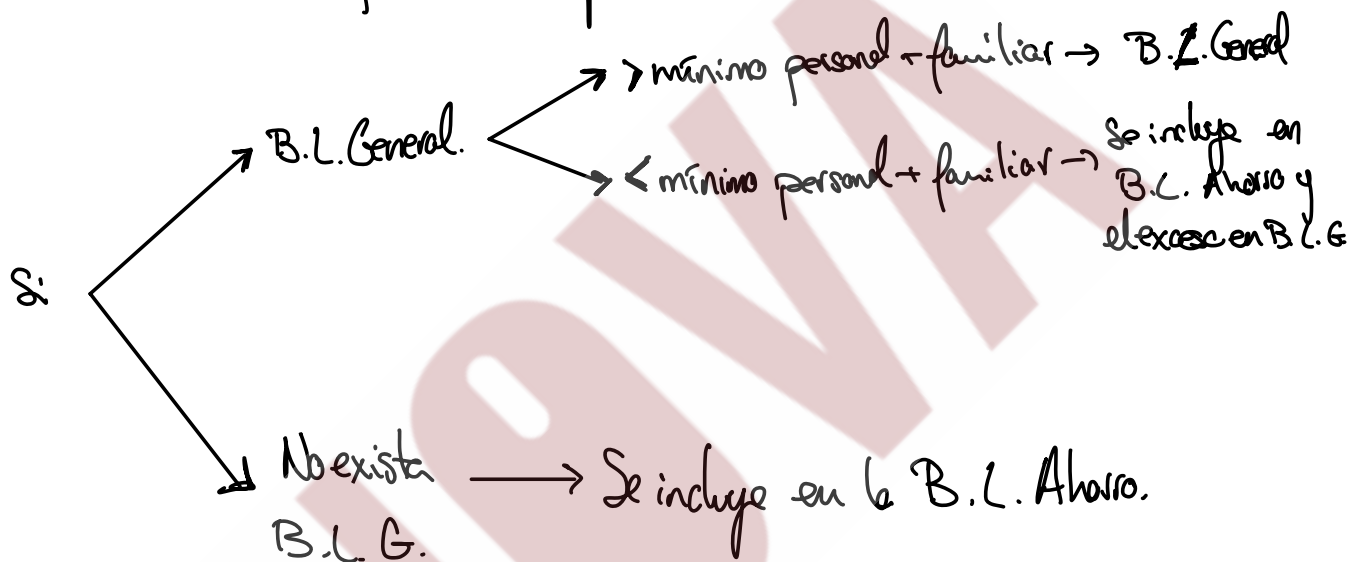 > mínimo personal + familiar → B.L. General
B.L. General.
< mínimo personal + familiar → Se incluye en
B.L. Ahorro y
el exceso en B.L.G
Si
No exista → Se incluye en la B.L. Ahorro.
B.L.G.